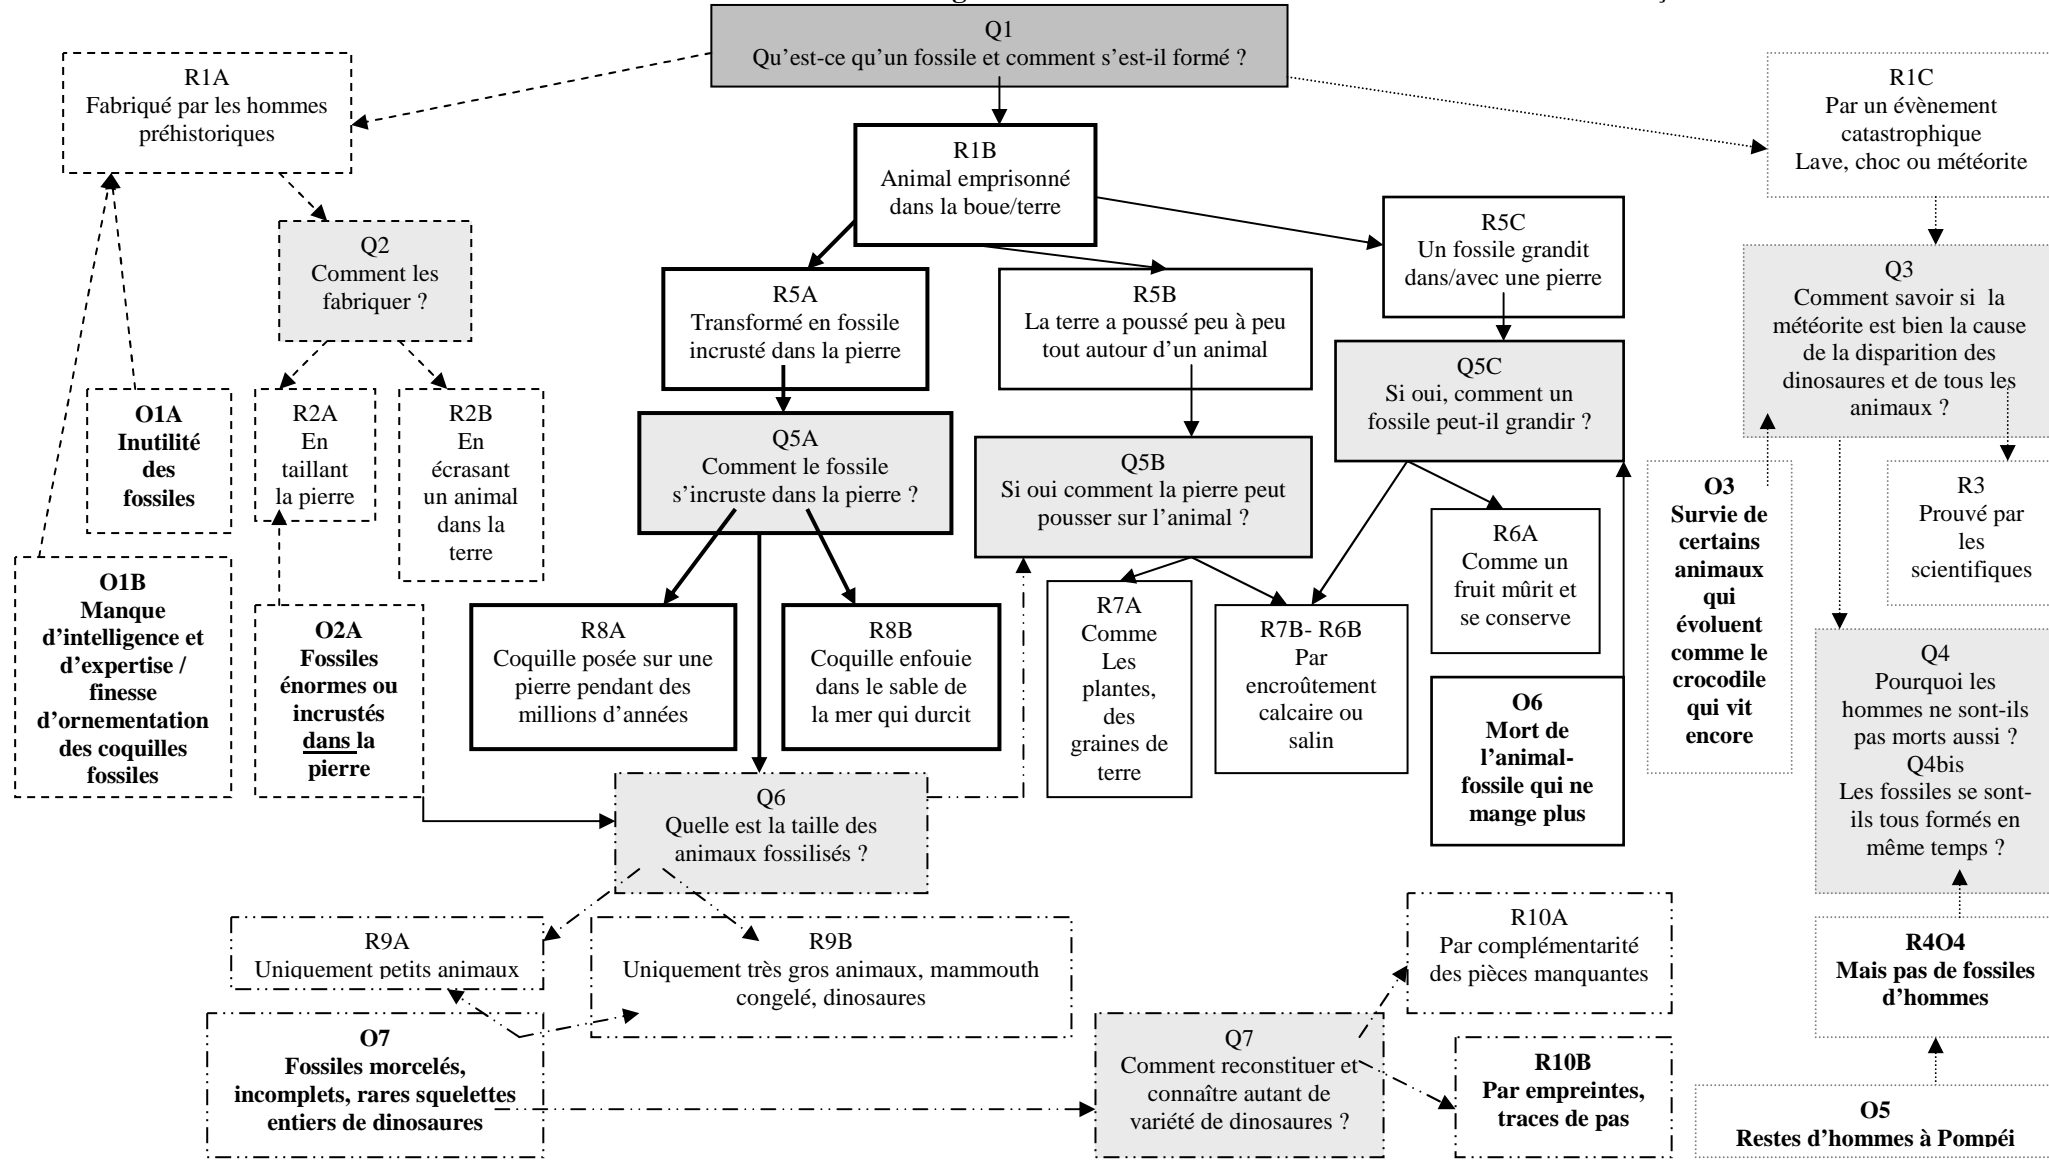 Q1
Qu'est-ce qu'un fossile et comment s'est-il formé ?
R1A
Fabriqué par les hommes
préhistoriques
R1B
Animal emprisonné
dans la boue/terre
R1C
Par un évènement
catastrophique
Lave, choc ou météorite
Q2
Comment les
fabriquer ?
R5A
Transformé en fossile
incrusté dans la pierre
R5B
La terre a poussé peu à peu
tout autour d'un animal
R5C
Un fossile grandit
dans/avec une pierre
Q3
Comment savoir si la
météorite est bien la cause
de la disparition des
dinosaures et de tous les
animaux ?
O1A
Inutilité
des
fossiles
R2A
En
taillant
la pierre
R2B
En
écrasant
un animal
dans la
terre
Q5A
Comment le fossile
s'incruste dans la pierre ?
Q5B
Si oui comment la pierre peut
pousser sur l'animal ?
Q5C
Si oui, comment un
fossile peut-il grandir ?
O3
Survie de
certains
animaux
qui
évoluent
comme le
crocodile
qui vit
encore
R3
Prouvé par
les
scientifiques
O1B
Manque
d'intelligence et
d'expertise /
finesse
d'ornementation
des coquilles
fossiles
O2A
Fossiles
énormes ou
incrustés
dans la
pierre
R8A
Coquille posée sur une
pierre pendant des
millions d'années
R8B
Coquille enfouie
dans le sable de
la mer qui durcit
R7A
Comme
Les
plantes,
des
graines de
terre
R7B- R6B
Par
encroûtement
calcaire ou
salin
R6A
Comme un
fruit mûrit et
se conserve
O6
Mort de
l'animal-
fossile qui ne
mange plus
Q4
Pourquoi les
hommes ne sont-ils
pas morts aussi ?
Q4bis
Les fossiles se sont-
ils tous formés en
même temps ?
Q6
Quelle est la taille des
animaux fossilisés ?
R9A
Uniquement petits animaux
R9B
Uniquement très gros animaux, mammouth
congelé, dinosaures
R10A
Par complémentarité
des pièces manquantes
R4O4
Mais pas de fossiles
d'hommes
O7
Fossiles morcelés,
incomplets, rares squelettes
entiers de dinosaures
Q7
Comment reconstituer et
connaître autant de
variété de dinosaures ?
R10B
Par empreintes,
traces de pas
O5
Restes d'hommes à Pompéi